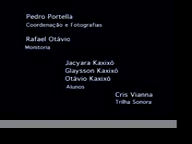 Pedro Portella
Coordenação e Fotografias
Rafael Otávio
Monitoria
Jacyara Kaxixó
Glaysson Kaxixó
Otávio Kaxixó
Alunos
Cris Vianna
Trilha Sonora